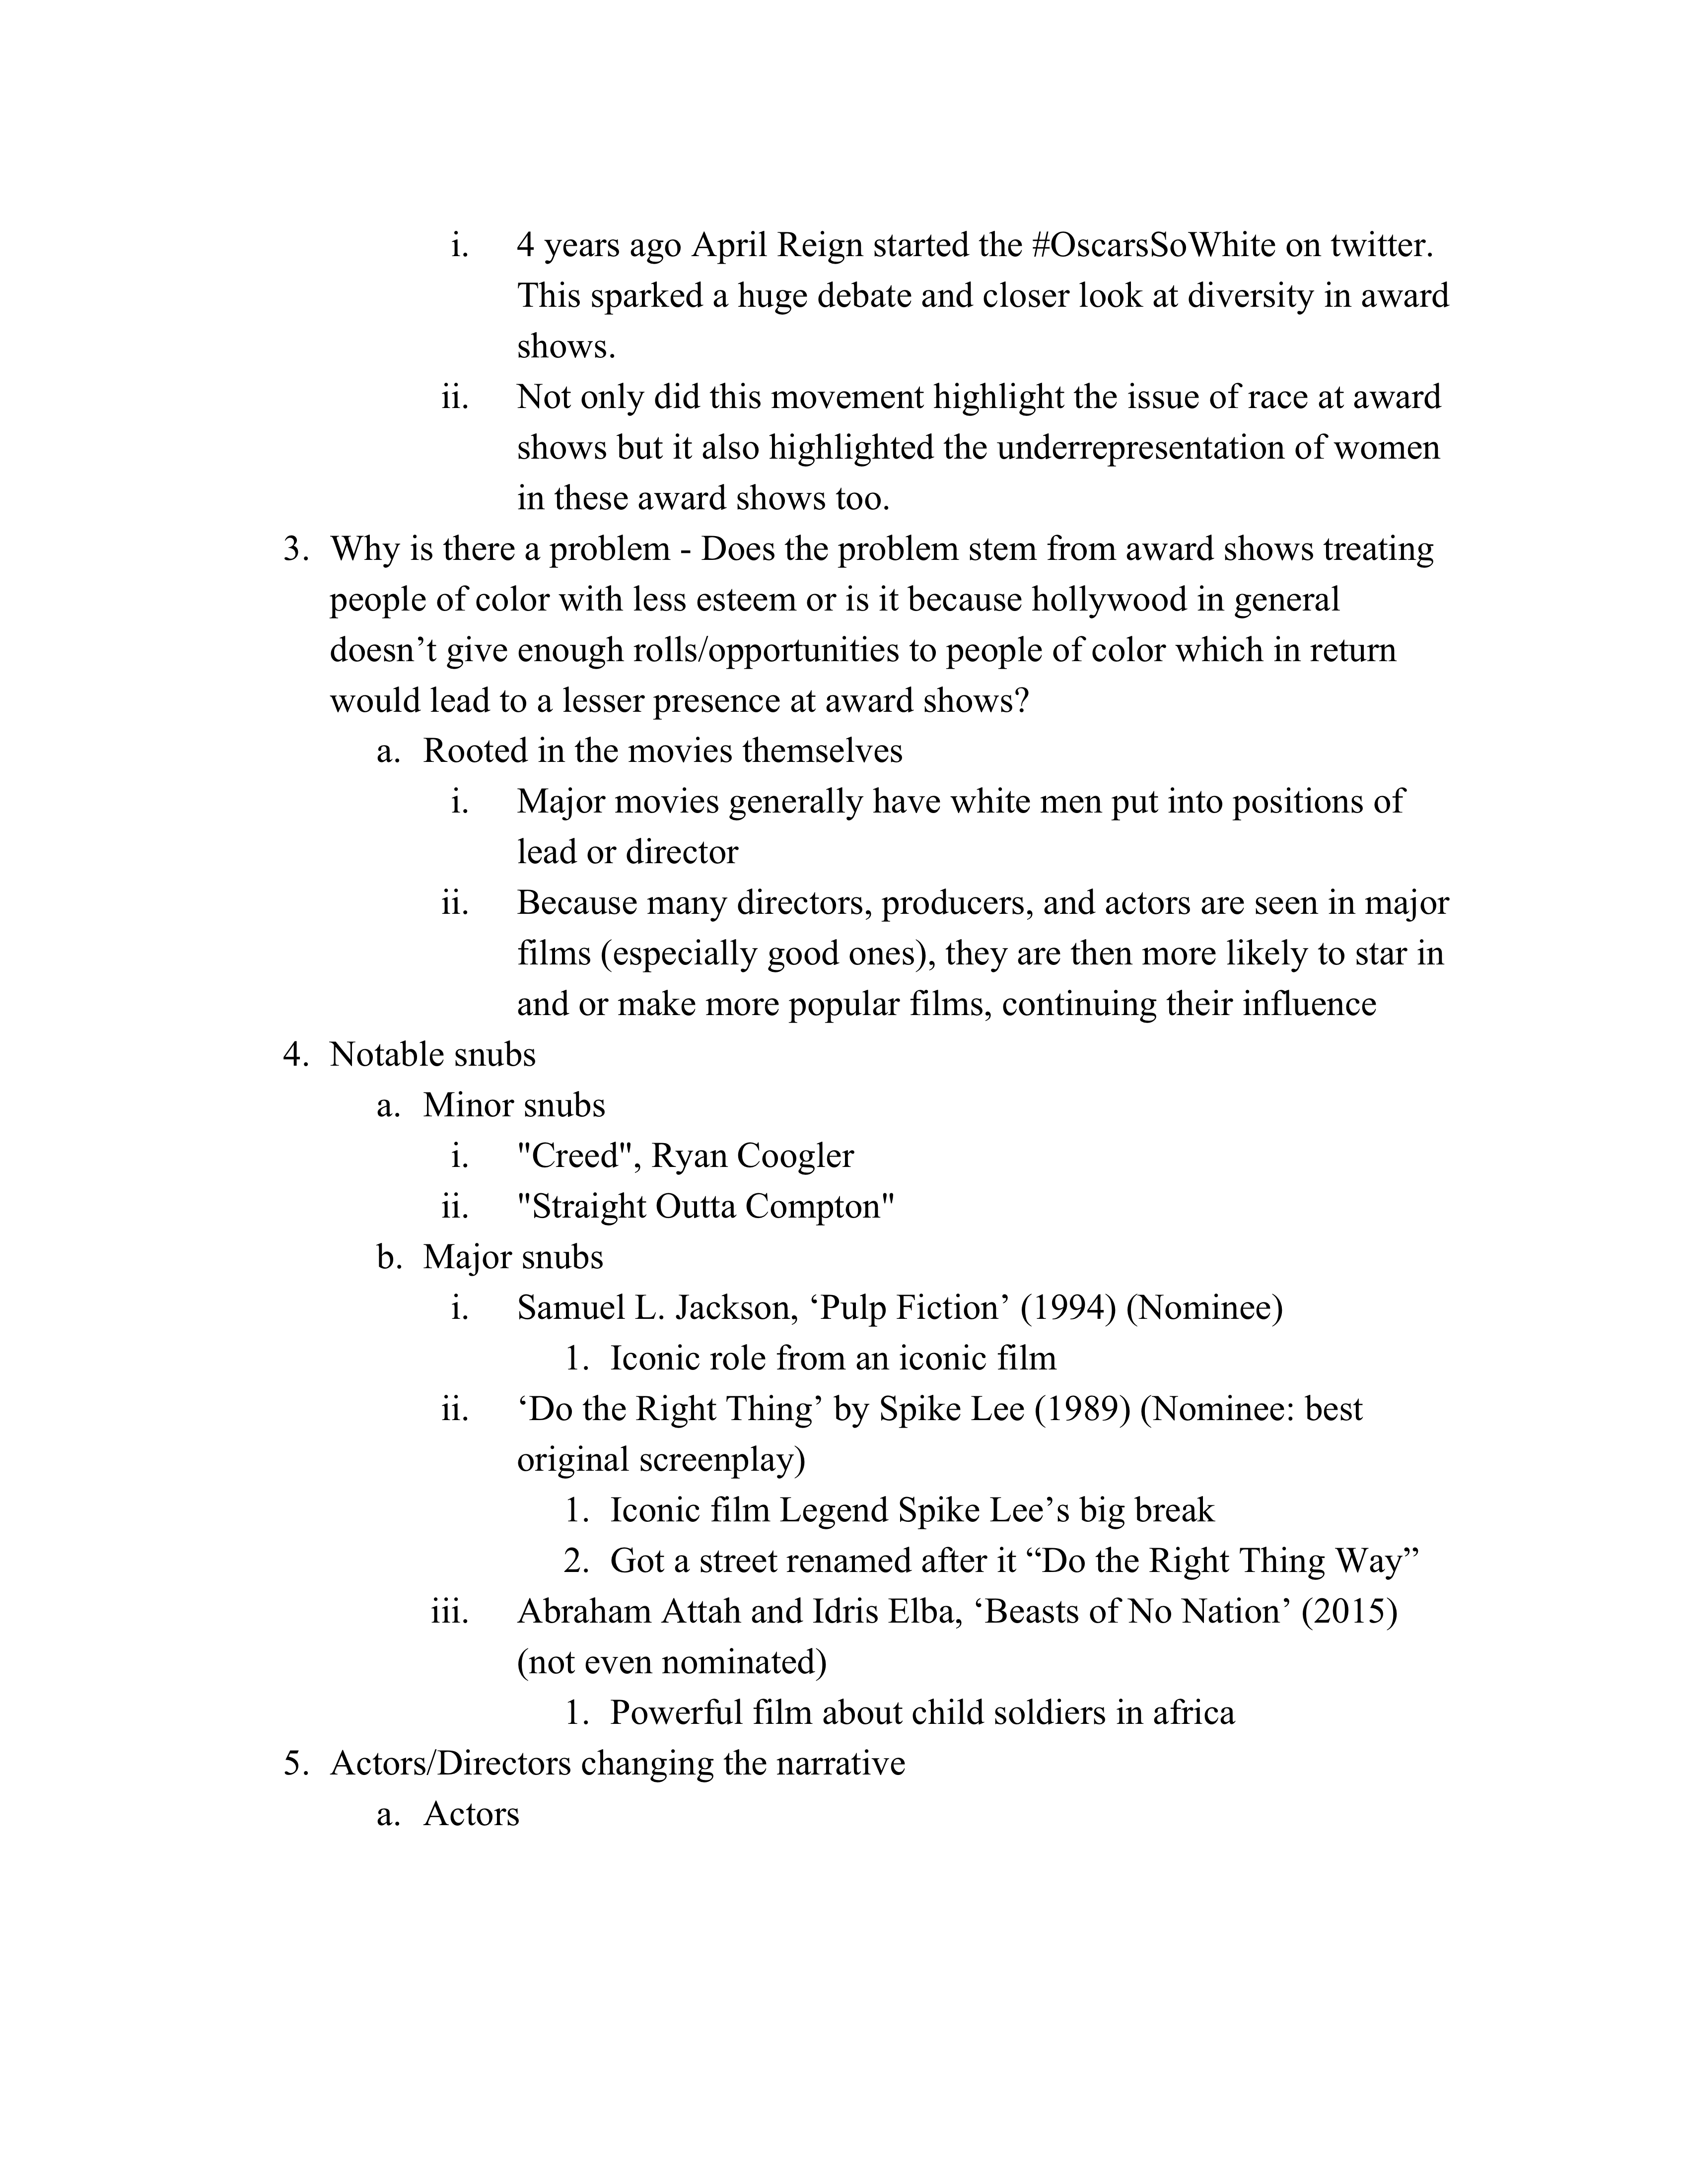 i. 4 years ago April Reign started the #OscarsSoWhite on twitter.
This sparked a huge debate and closer look at diversity in award
shows.
ii. Not only did this movement highlight the issue of race at award
shows but it also highlighted the underrepresentation of women
in these award shows too.
3. Why is there a problem - Does the problem stem from award shows treating
people of color with less esteem or is it because hollywood in general
doesn’t give enough rolls/opportunities to people of color which in return
would lead to a lesser presence at award shows?
a. Rooted in the movies themselves
i. Major movies generally have white men put into positions of
lead or director
ii. Because many directors, producers, and actors are seen in major
films (especially good ones), they are then more likely to star in
and or make more popular films, continuing their influence
4. Notable snubs
a. Minor snubs
i. "Creed", Ryan Coogler
ii. "Straight Outta Compton"
b. Major snubs
i. Samuel L. Jackson, ‘Pulp Fiction’ (1994) (Nominee)
1. Iconic role from an iconic film
ii. ‘Do the Right Thing’ by Spike Lee (1989) (Nominee: best
original screenplay)
1. Iconic film Legend Spike Lee’s big break
2. Got a street renamed after it “Do the Right Thing Way”
iii. Abraham Attah and Idris Elba, ‘Beasts of No Nation’ (2015)
(not even nominated)
1. Powerful film about child soldiers in africa
5. Actors/Directors changing the narrative
a. Actors